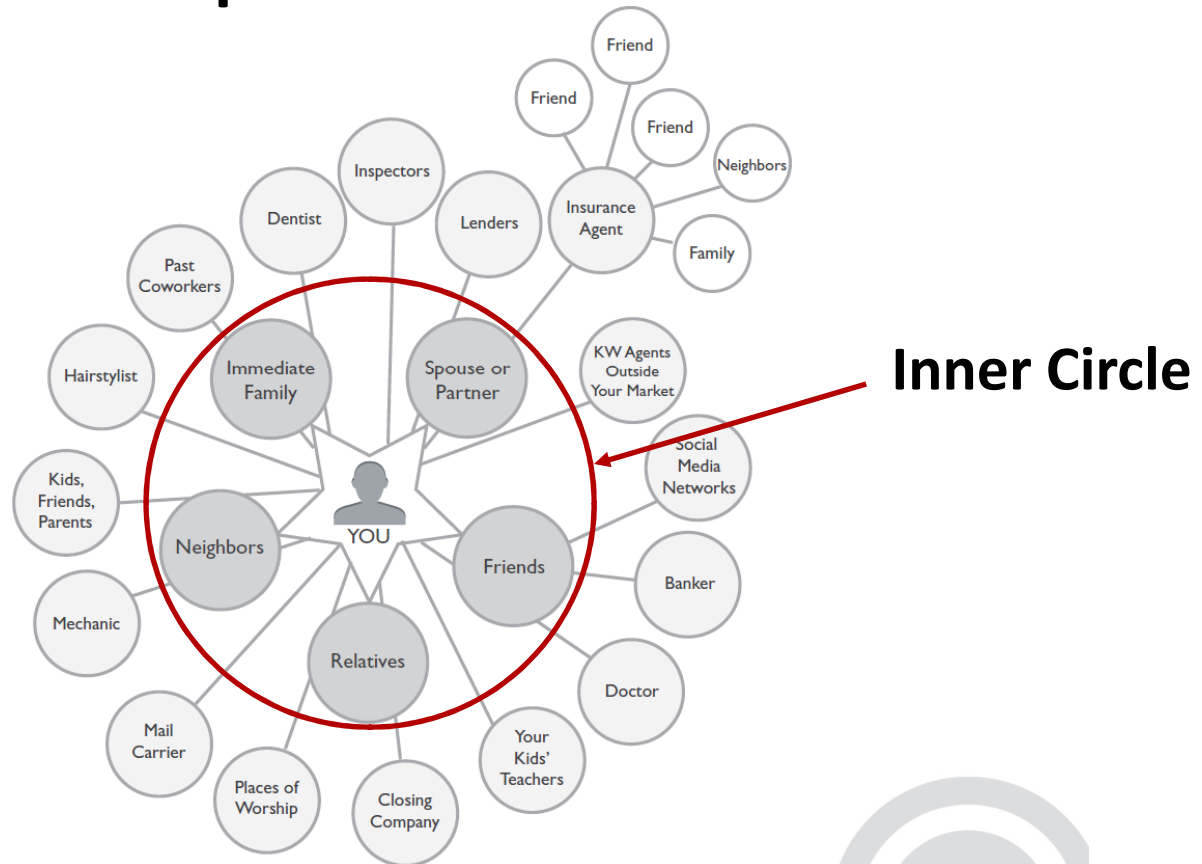 Friend
Friend
Friend
Neighbors
Family
Insurance
Agent
Inspectors
Lenders
Dentist
Past
Coworkers
Hairstylist
Kids,
Friends,
Parents
Mechanic
Mail
Carrier
Places of
Worship
Closing
Company
Your
Kids'
Teachers
Doctor
Banker
Social
Media
Networks
KW Agents
Outside
Your Market
Immediate
Family
Spouse or
Partner
Neighbors
Friends
Relatives
YOU
Inner Circle